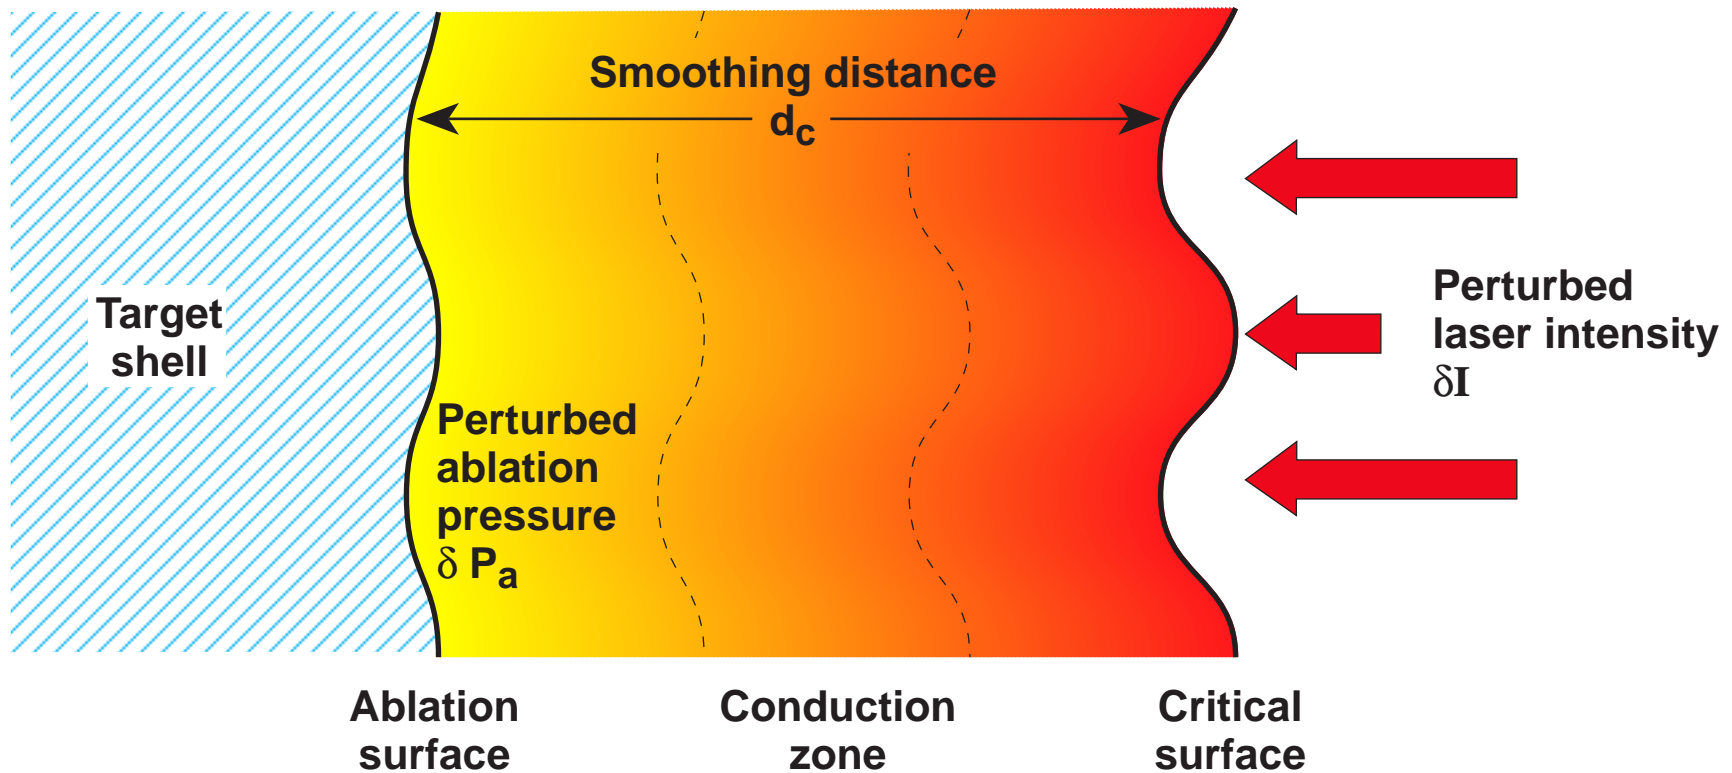 Smoothing distance
dc
Target
shell
Perturbed
laser intensity
δI
Perturbed
ablation
pressure
δ Pa
Ablation
surface
Conduction
zone
Critical
surface